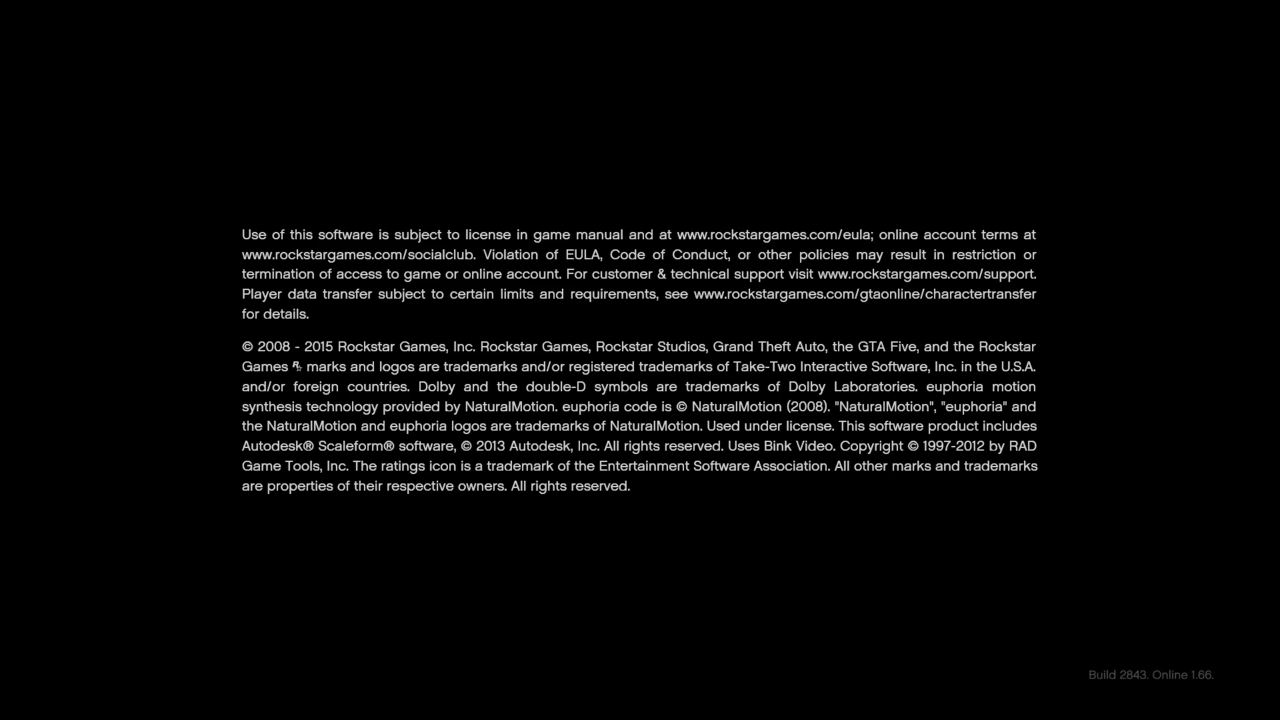 Use of this software is subject to license in game manual and at www.rockstargames.com/eula; online account terms at
www.rockstargames.com/socialclub. Violation of EULA, Code of Conduct, or other policies may result in restriction or
termination of access to game or online account. For customer & technical support visit www.rockstargames.com/support.
Player data transfer subject to certain limits and requirements, see www.rockstargames.com/gtaonline/charactertransfer
for details.
© 2008 - 2015 Rockstar Games, Inc. Rockstar Games, Rockstar Studios, Grand Theft Auto, the GTA Five, and the Rockstar
Games R* marks and logos are trademarks and/or registered trademarks of Take-Two Interactive Software, Inc. in the U.S.A.
and/or foreign countries. Dolby and the double-D symbols are trademarks of Dolby Laboratories. euphoria motion
synthesis technology provided by NaturalMotion. euphoria code is © NaturalMotion (2008). "NaturalMotion", "euphoria" and
the NaturalMotion and euphoria logos are trademarks of NaturalMotion. Used under license. This software product includes
Autodesk® Scaleform® software, © 2013 Autodesk, Inc. All rights reserved. Uses Bink Video. Copyright © 1997-2012 by RAD
Game Tools, Inc. The ratings icon is a trademark of the Entertainment Software Association. All other marks and trademarks
are properties of their respective owners. All rights reserved.
Build 2843. Online 1.66.